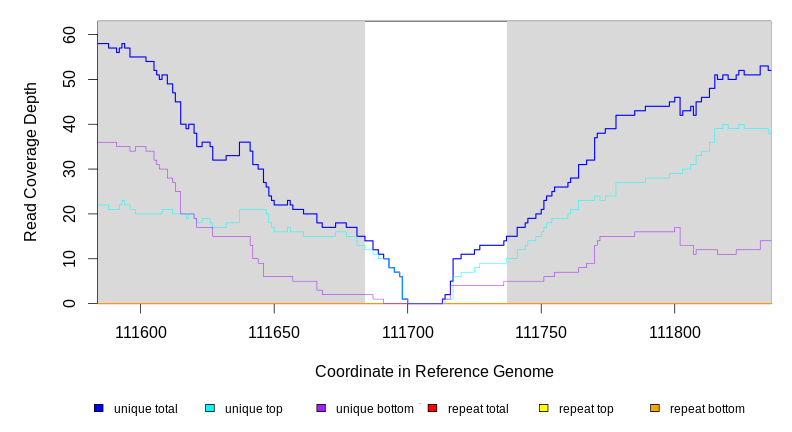 60
50
40
30
20
10
0
Read Coverage Depth
111600 111650 111700 111750 111800
Coordinate in Reference Genome
unique total unique top unique bottom repeat total repeat top repeat bottom